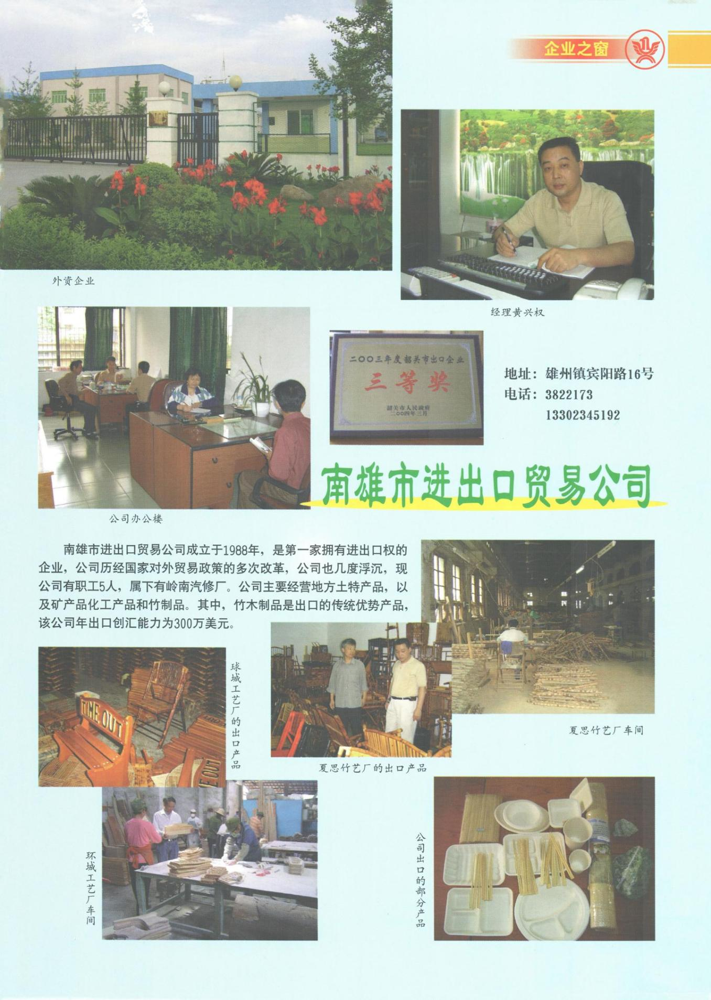 企业之窗
外资企业
经理黄兴权
二〇〇三年度韶关市出口企业
三等奖
韶关市人民政府
二〇〇四年三月
地址：雄州镇宾阳路16号
电话：3822173
13302345192
公司办公楼
南雄市进出口贸易公司
南雄市进出口贸易公司成立于1988年，是第一家拥有进出口权的
企业，公司历经国家对外贸易政策的多次改革，公司也几度浮沉，现
公司有职工5人，属下有岭南汽修厂。公司主要经营地方土特产品，以
及矿产品化工产品和竹制品。其中，竹木制品是出口的传统优势产品，
该公司年出口创汇能力为300万美元。
TIME OUT
球城工艺厂的出口产品
夏思竹艺厂车间
夏思竹艺厂的出口产品
环城工艺厂车间
公司出口的部分产品